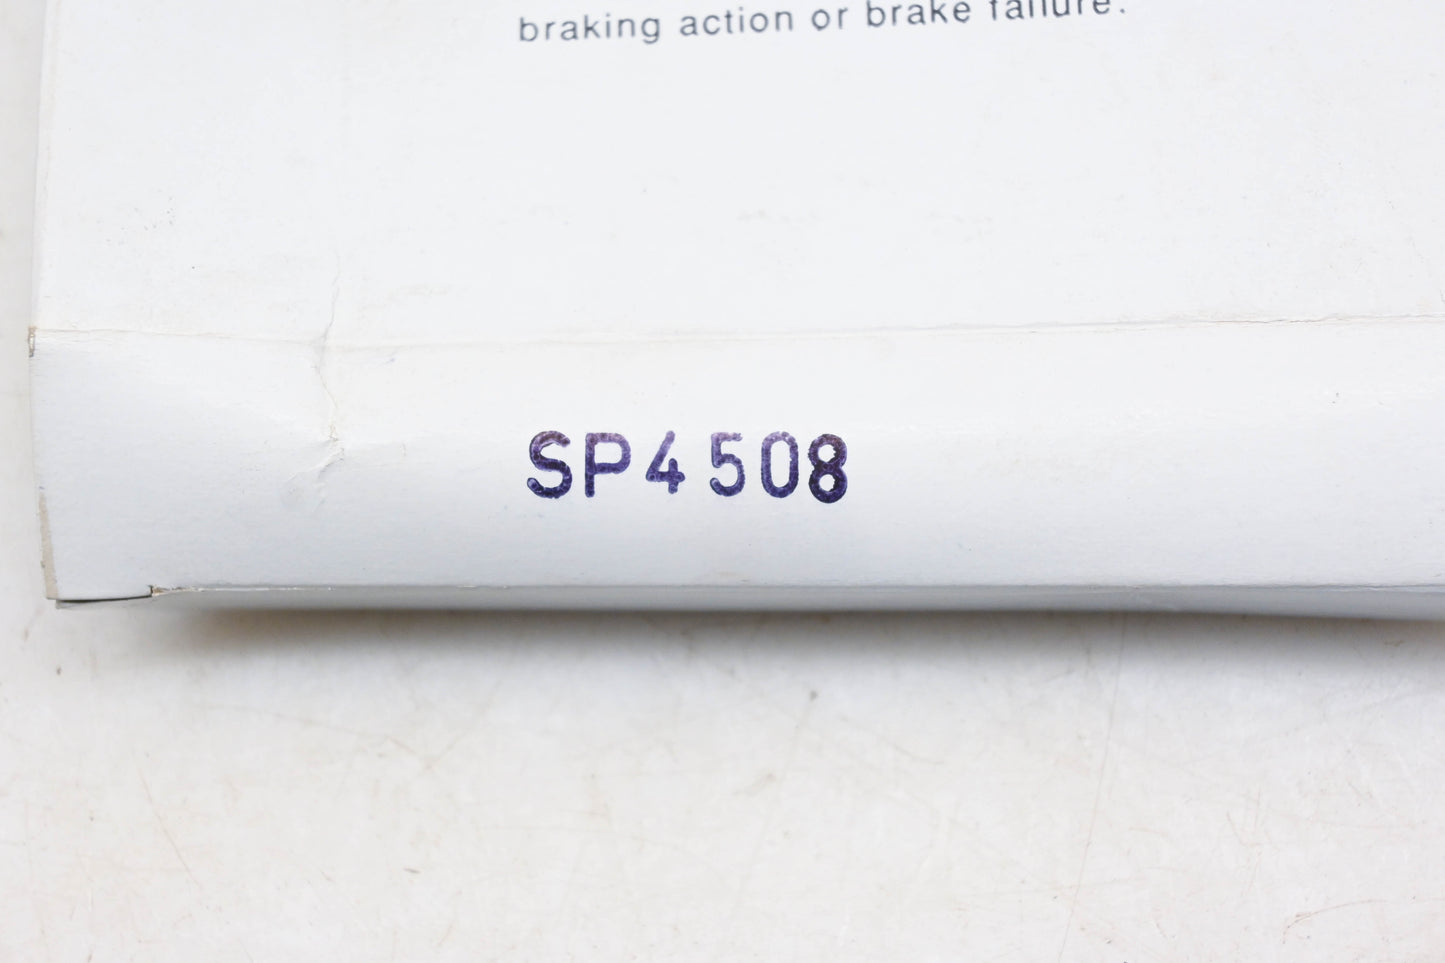 braking action or brake failure.
SP4508